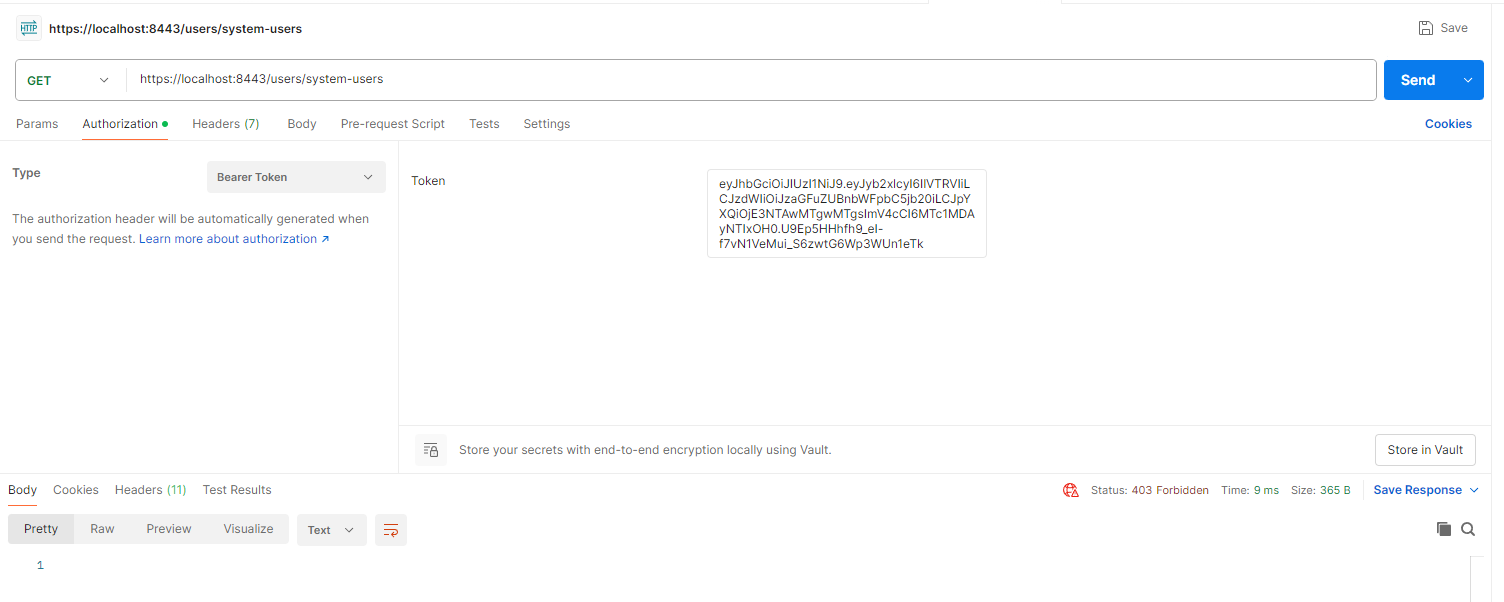 HTTP https://localhost:8443/users/system-users Save
GET https://localhost:8443/users/system-users Send
Params Authorization Headers (7) Body Pre-request Script Tests Settings Cookies
Type Bearer Token
The authorization header will be automatically generated when
you send the request. Learn more about authorization ↗
Token
eyJhbGciOiJIUzI1NiJ9.eyJyb2xlcyI6IlVTRVIiL
CJzdWIiOiJzaGFuZUBnbWFpbC5jb20iLCJpY
XQiOjE3NTAwMTgwMTgsImV4cCI6MTc1MDA
yNTIxOH0.U9Ep5HHhfh9_eI-
f7vN1VeMui_S6zwtG6Wp3WUn1eTk
Store your secrets with end-to-end encryption locally using Vault. Store in Vault
Body Cookies Headers (11) Test Results Status: 403 Forbidden Time: 9 ms Size: 365 B Save Response
Pretty Raw Preview Visualize Text
1